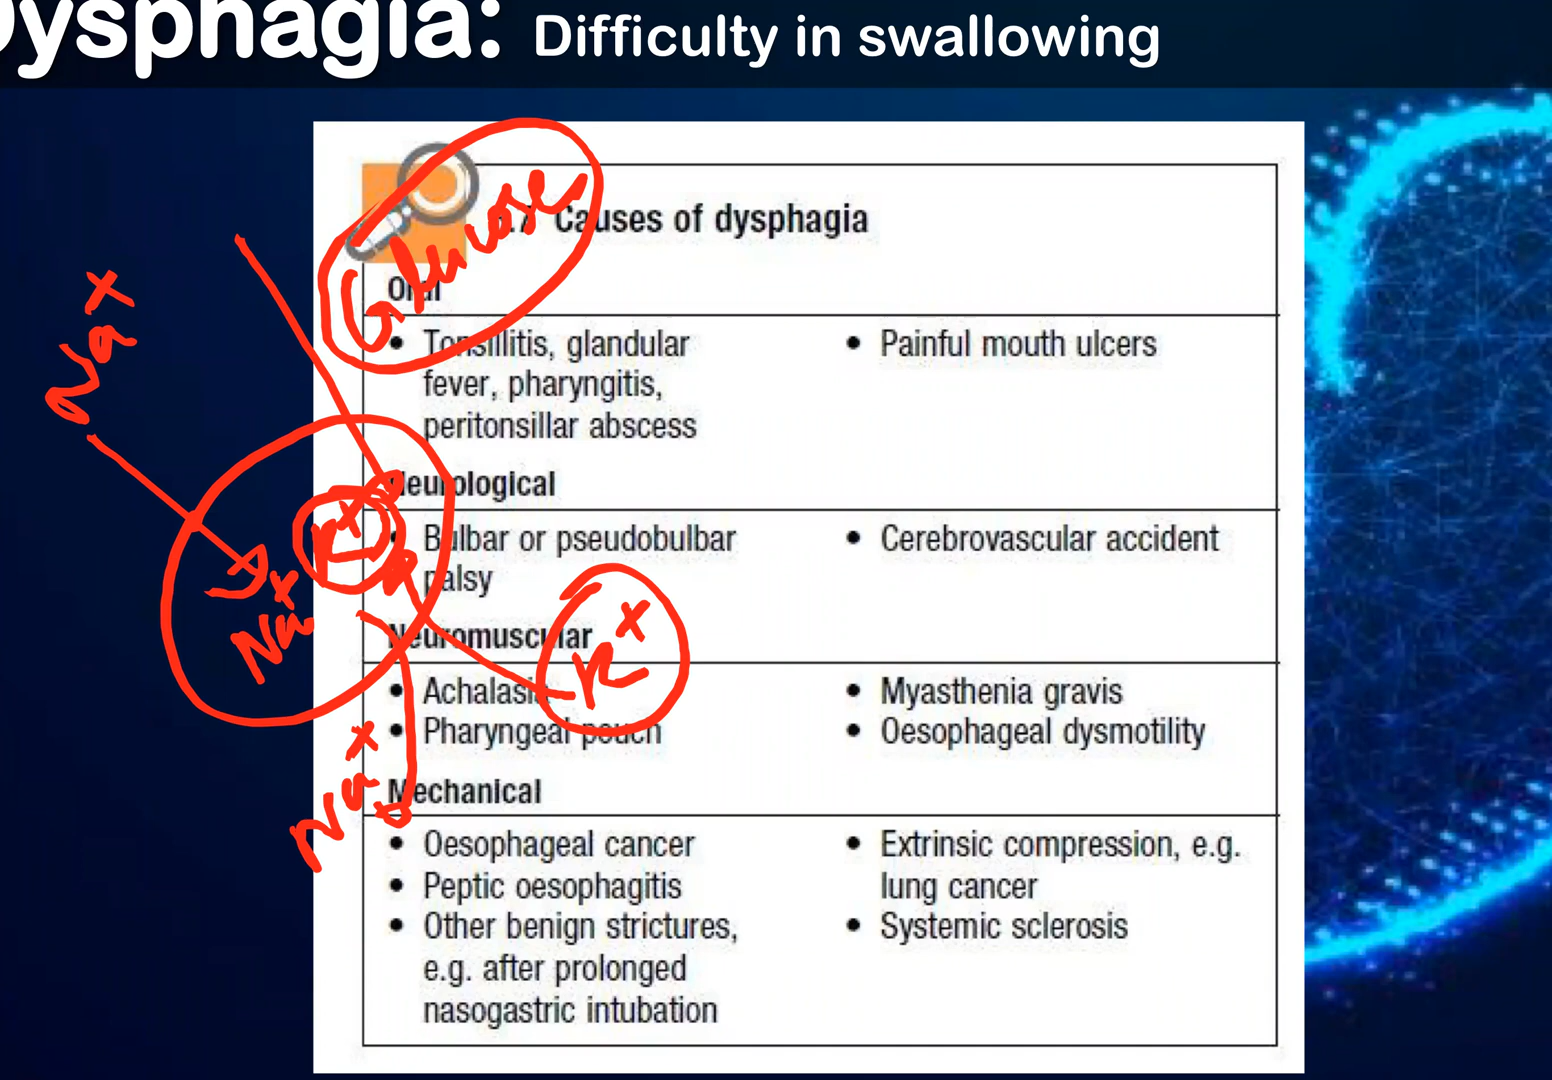 ysphagia: Difficulty in swallowing
Glucose
Causes of dysphagia
Oral
• Tonsillitis, glandular
fever, pharyngitis,
peritonsillar abscess
• Painful mouth ulcers
Na+
Neurological
• Bulbar or pseudobulbar
palsy
• Cerebrovascular accident
K+
Na+
Neuromuscular
K+
• Achalasia
• Pharyngeal pouch
• Myasthenia gravis
• Oesophageal dysmotility
Na+
Mechanical
• Oesophageal cancer
• Peptic oesophagitis
• Other benign strictures,
e.g. after prolonged
nasogastric intubation
• Extrinsic compression, e.g.
lung cancer
• Systemic sclerosis